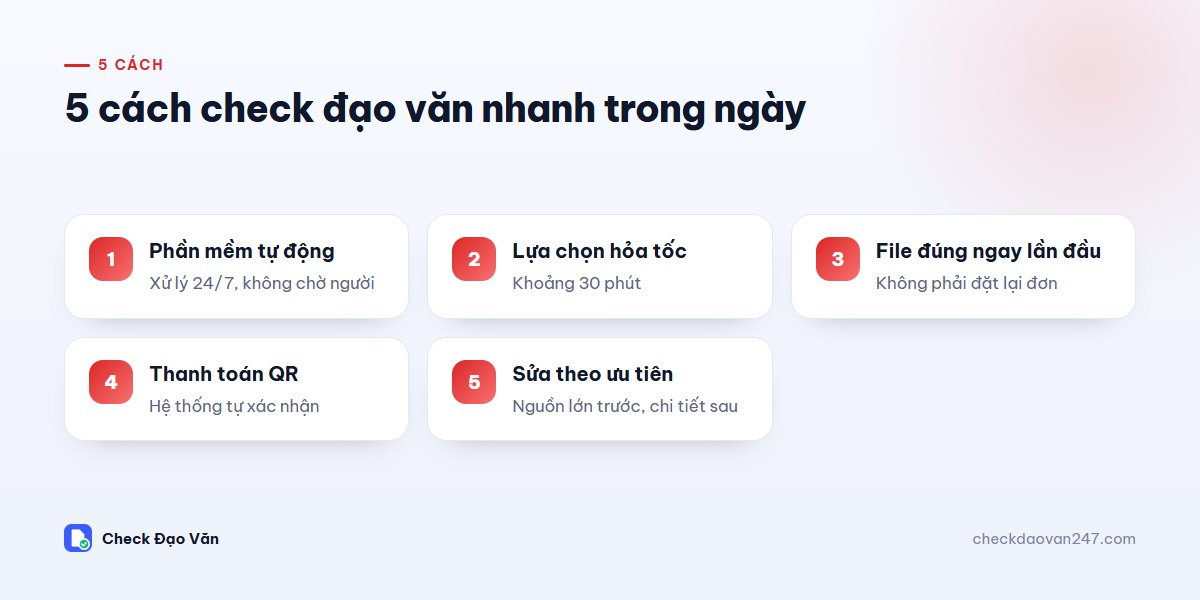 5 CÁCH
5 cách check đạo văn nhanh trong ngày
1
Phần mềm tự động
Xử lý 24/7, không chờ người
2
Lựa chọn hỏa tốc
Khoảng 30 phút
3
File đúng ngay lần đầu
Không phải đặt lại đơn
4
Thanh toán QR
Hệ thống tự xác nhận
5
Sửa theo ưu tiên
Nguồn lớn trước, chi tiết sau
Check Đạo Văn
checkdaovan247.com